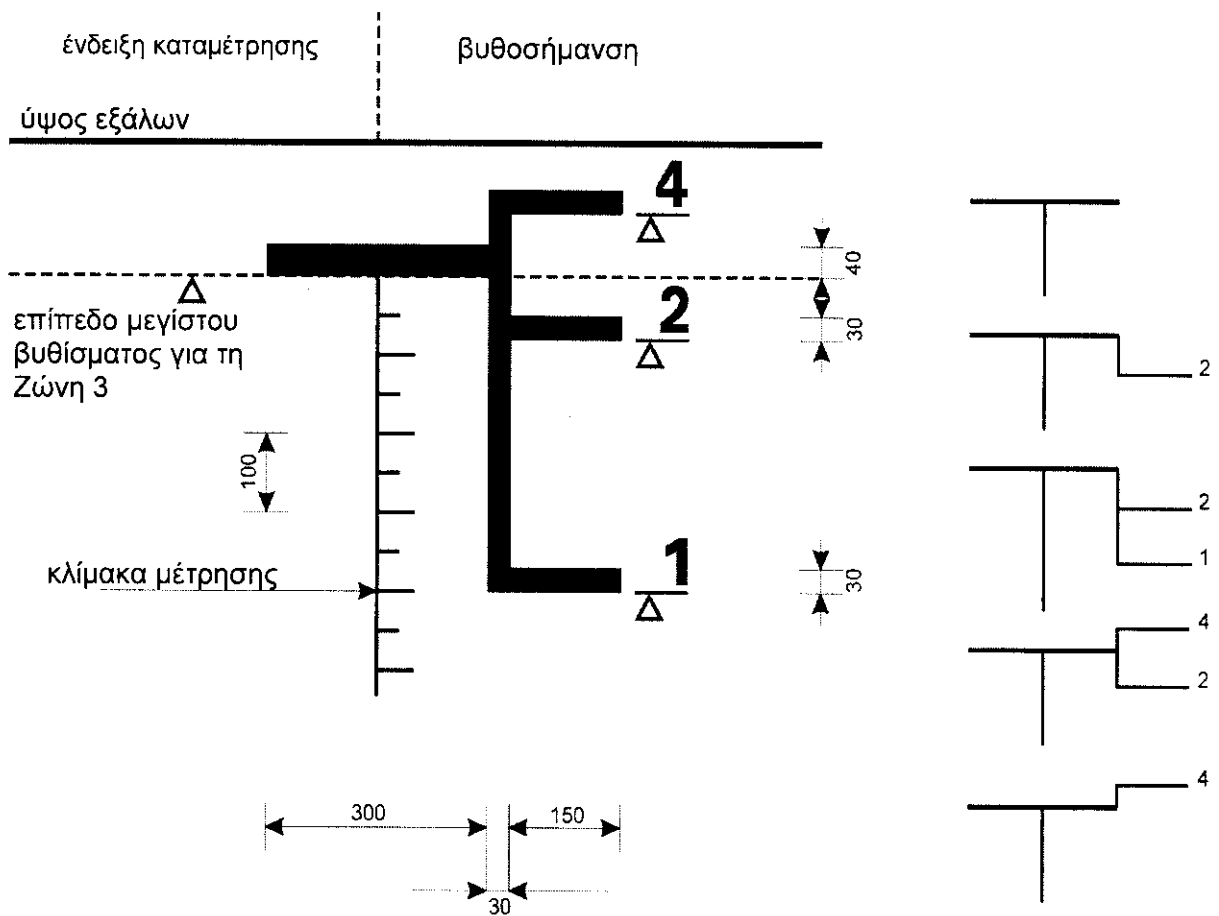 ένδειξη καταμέτρησης
βυθοσήμανση
ύψος εξάλων
4
40
επίπεδο μεγίστου
βυθίσματος για τη
Ζώνη 3
2
30
100
κλίμακα μέτρησης
1
30
300
150
30
2
2
1
4
2
4